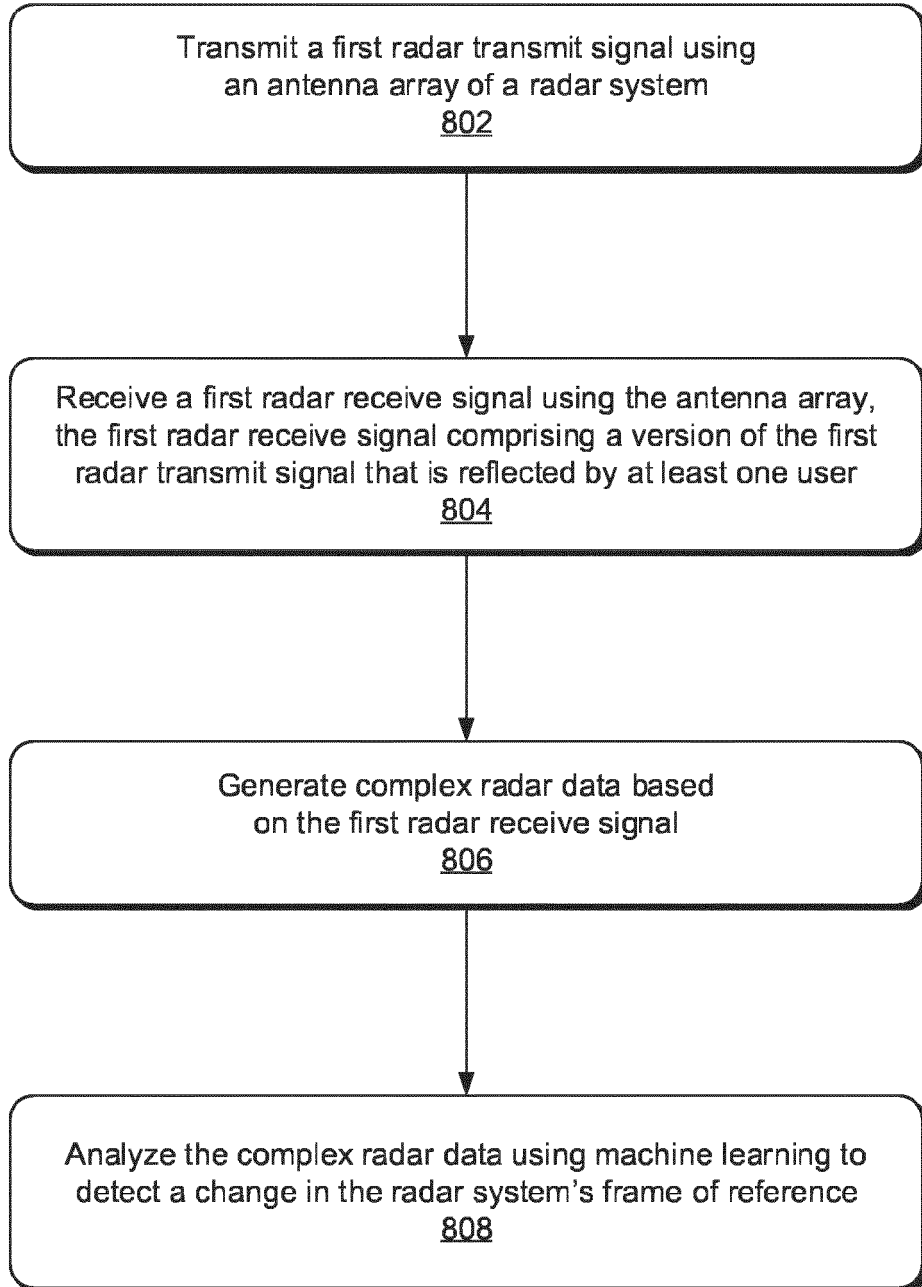 Transmit a first radar transmit signal using
an antenna array of a radar system
802
Receive a first radar receive signal using the antenna array,
the first radar receive signal comprising a version of the first
radar transmit signal that is reflected by at least one user
804
Generate complex radar data based
on the first radar receive signal
806
Analyze the complex radar data using machine learning to
detect a change in the radar system's frame of reference
808